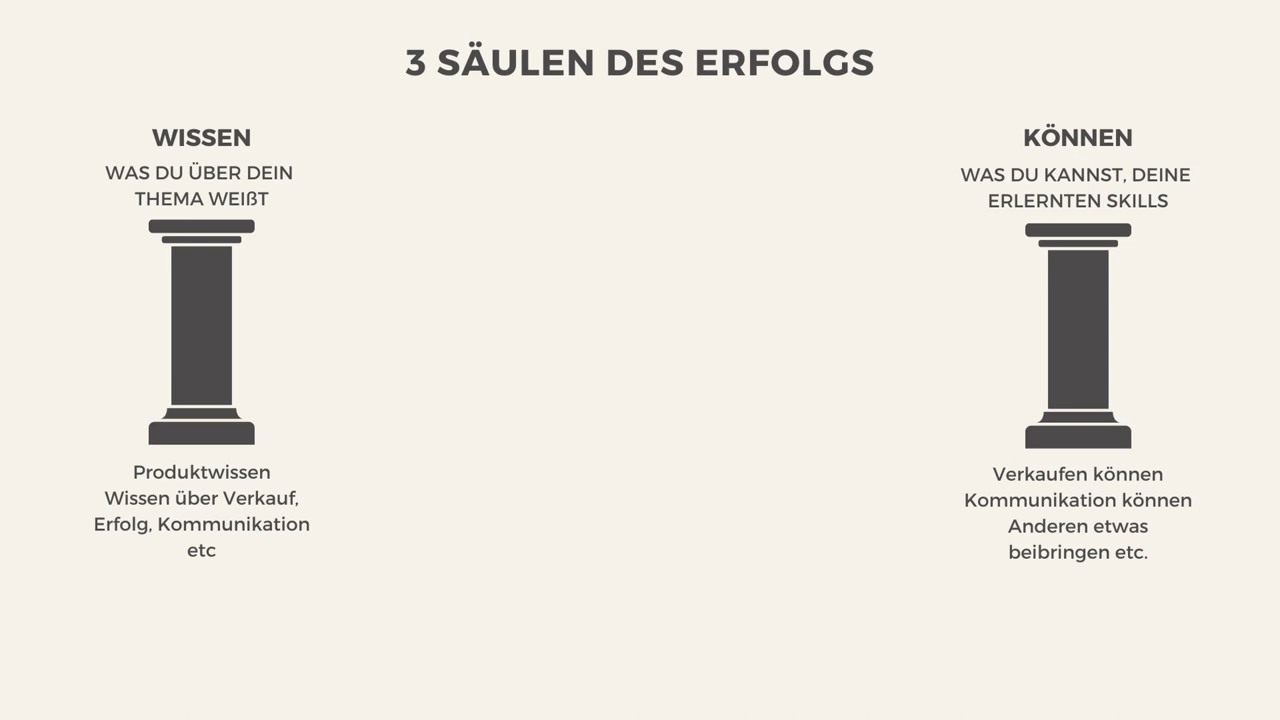 3 SÄULEN DES ERFOLGS
WISSEN
WAS DU ÜBER DEIN
THEMA WEIßT
Produktwissen
Wissen über Verkauf,
Erfolg, Kommunikation
etc
KÖNNEN
WAS DU KANNST, DEINE
ERLERNTEN SKILLS
Verkaufen können
Kommunikation können
Anderen etwas
beibringen etc.